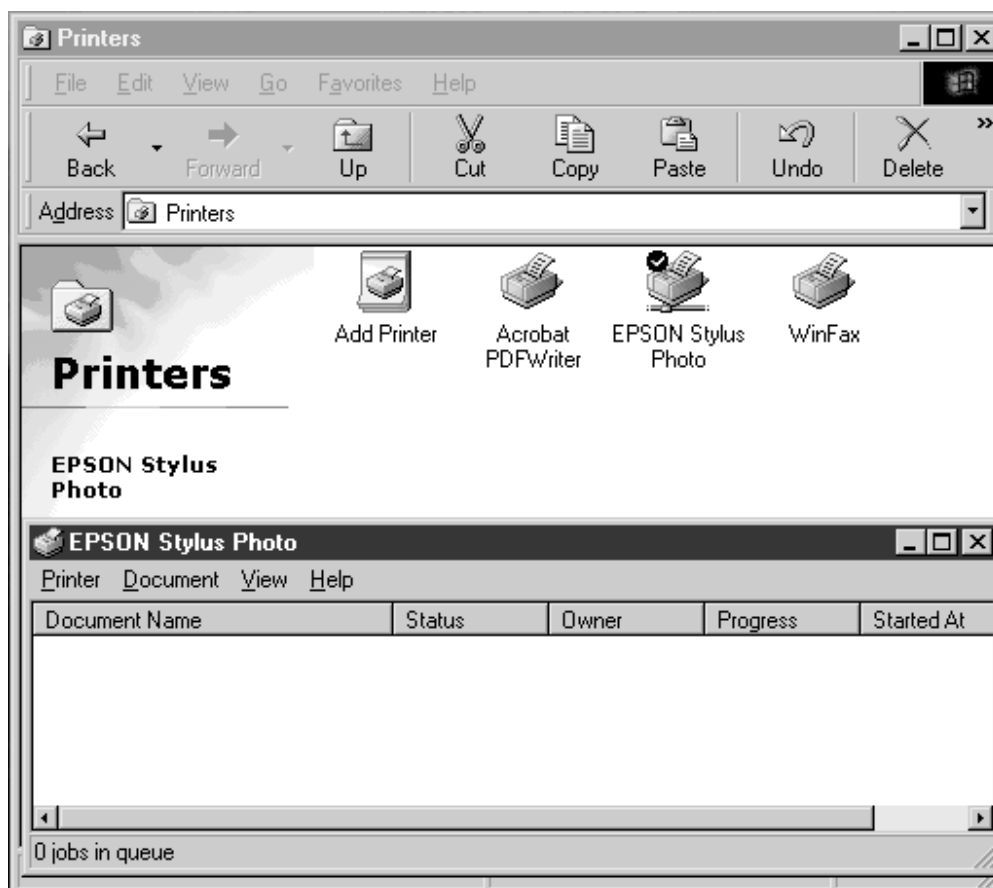 Printers
File Edit View Go Favorites Help
Back Forward Up Cut Copy Paste Undo Delete »
Address Printers
Add Printer
Acrobat
PDFWriter
EPSON Stylus
Photo
WinFax
Printers
EPSON Stylus
Photo
EPSON Stylus Photo
Printer Document View Help
Document Name Status Owner Progress Started At
0 jobs in queue